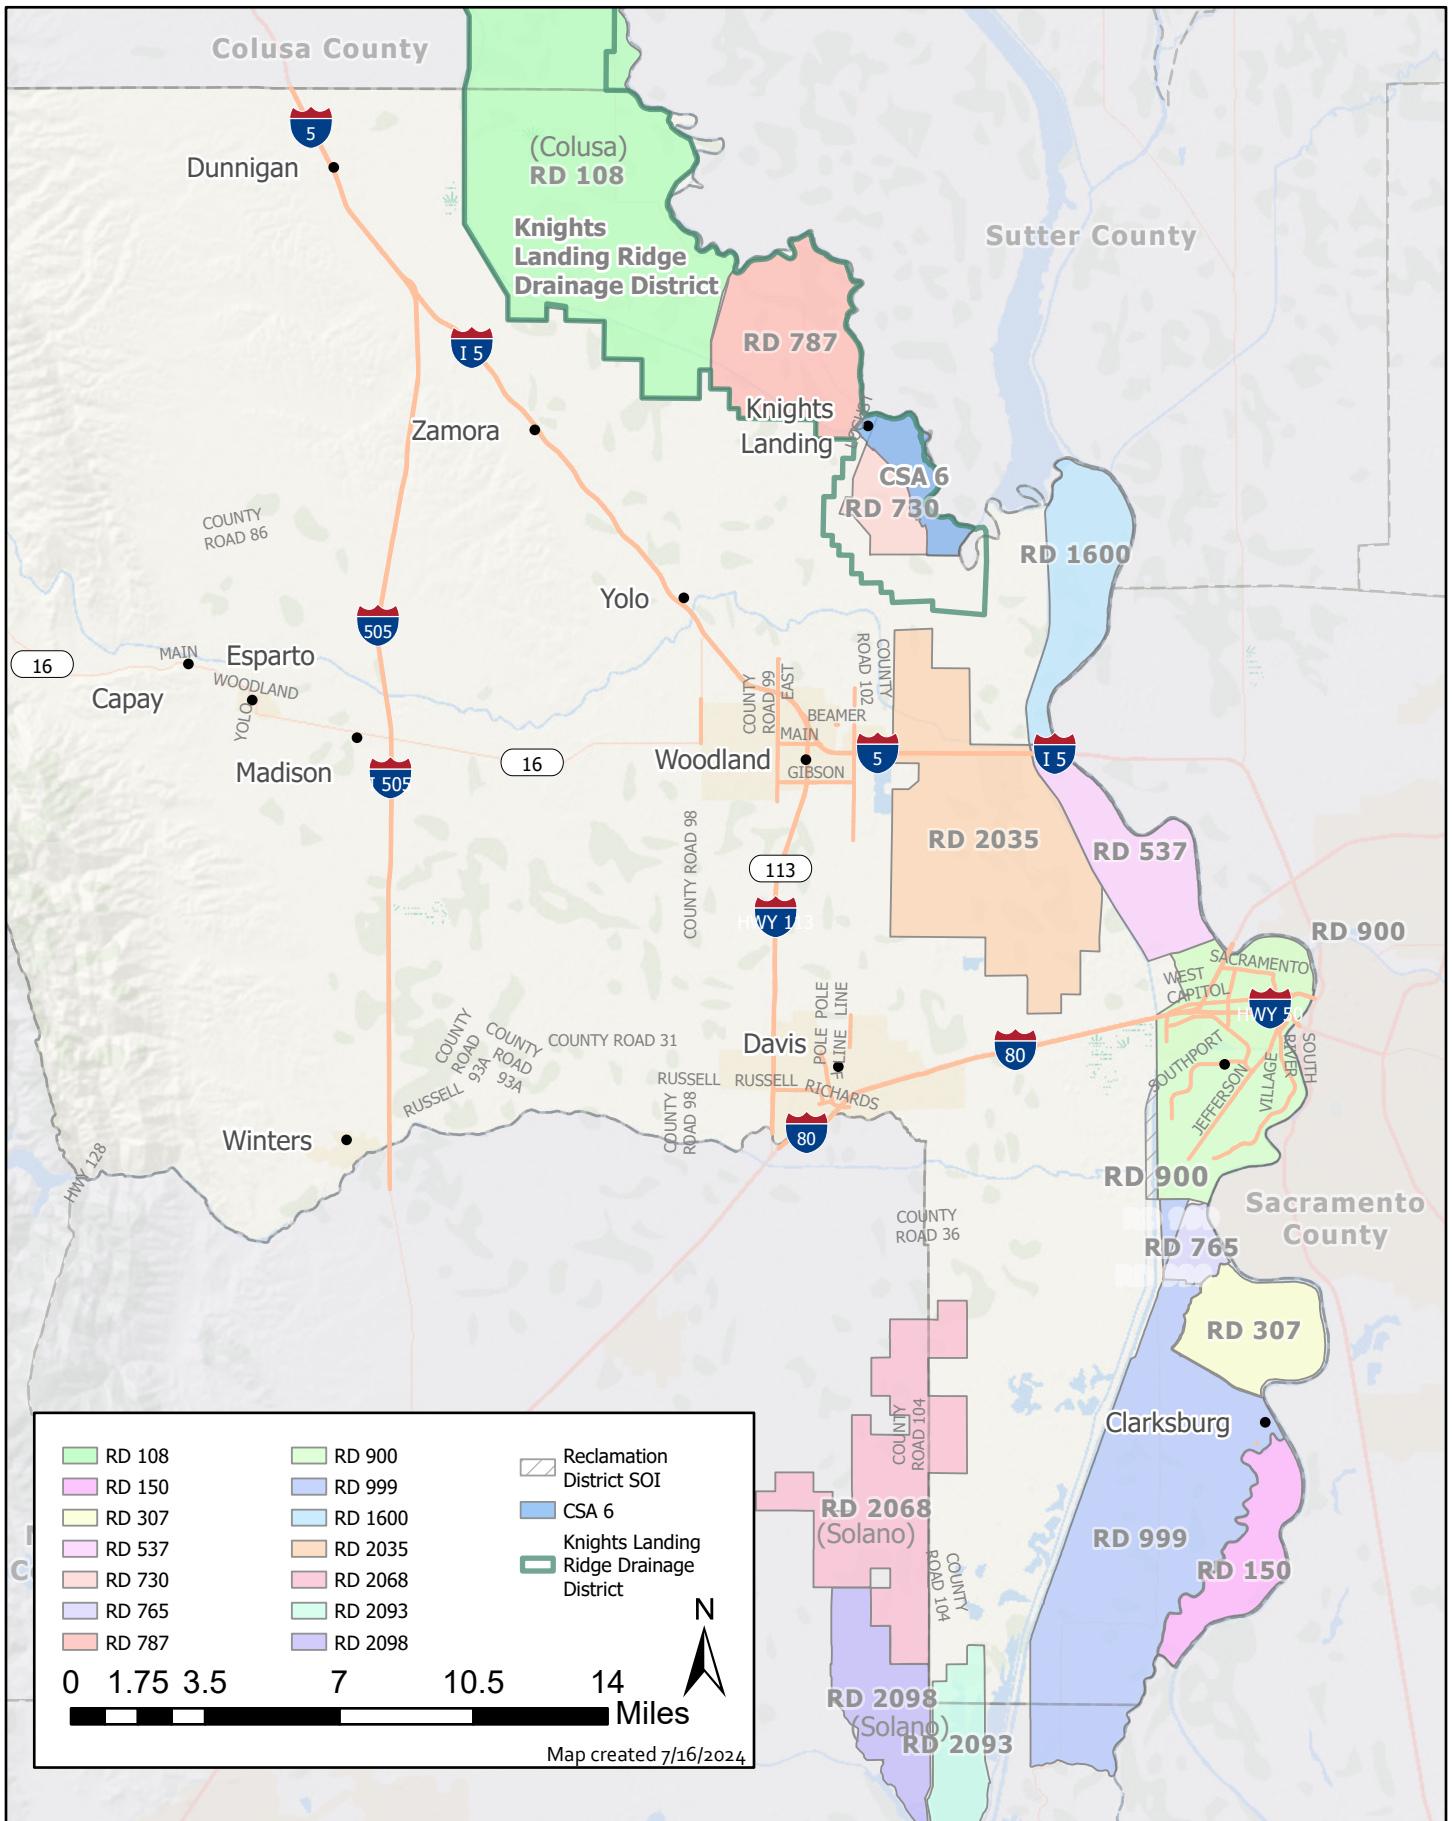 Colusa County
5
Dunnigan
(Colusa)
RD 108
Knights
Landing Ridge
Drainage District
Sutter County
I 5
RD 787
Zamora
Knights
Landing
CSA 6
RD 730
COUNTY
ROAD 86
RD 1600
Yolo
505
16
MAIN
Esparto
WOODLAND
Capay
YOLO
Madison
I 505
16
COUNTY
ROAD 99
EAST
COUNTY
ROAD 102
BEAMER
MAIN
Woodland
GIBSON
5
I 5
COUNTY ROAD 98
RD 2035
RD 537
113
HWY 113
RD 900
WEST
SACRAMENTO
CAPITOL
HWY 50
POLE
LINE
POLE
LINE
COUNTY
ROAD
93A
COUNTY
ROAD
93A
COUNTY ROAD 31
Davis
80
SOUTHPORT
JEFFERSON
VILLAGE
SOUTH
RIVER
RUSSELL
RUSSELL
RUSSELL
RICHARDS
COUNTY
ROAD 98
80
Winters
HWY 128
RD 900
COUNTY
ROAD 36
Sacramento
County
RD 765
RD 307
COUNTY
ROAD 104
Clarksburg
RD 2068
(Solano)
RD 999
COUNTY
ROAD 104
RD 150
RD 2098
(Solano)
RD 2093
RD 108
RD 150
RD 307
RD 537
RD 730
RD 765
RD 787
RD 900
RD 999
RD 1600
RD 2035
RD 2068
RD 2093
RD 2098
Reclamation
District SOI
CSA 6
Knights Landing
Ridge Drainage
District
N
0 1.75 3.5 7 10.5 14
Miles
Map created 7/16/2024